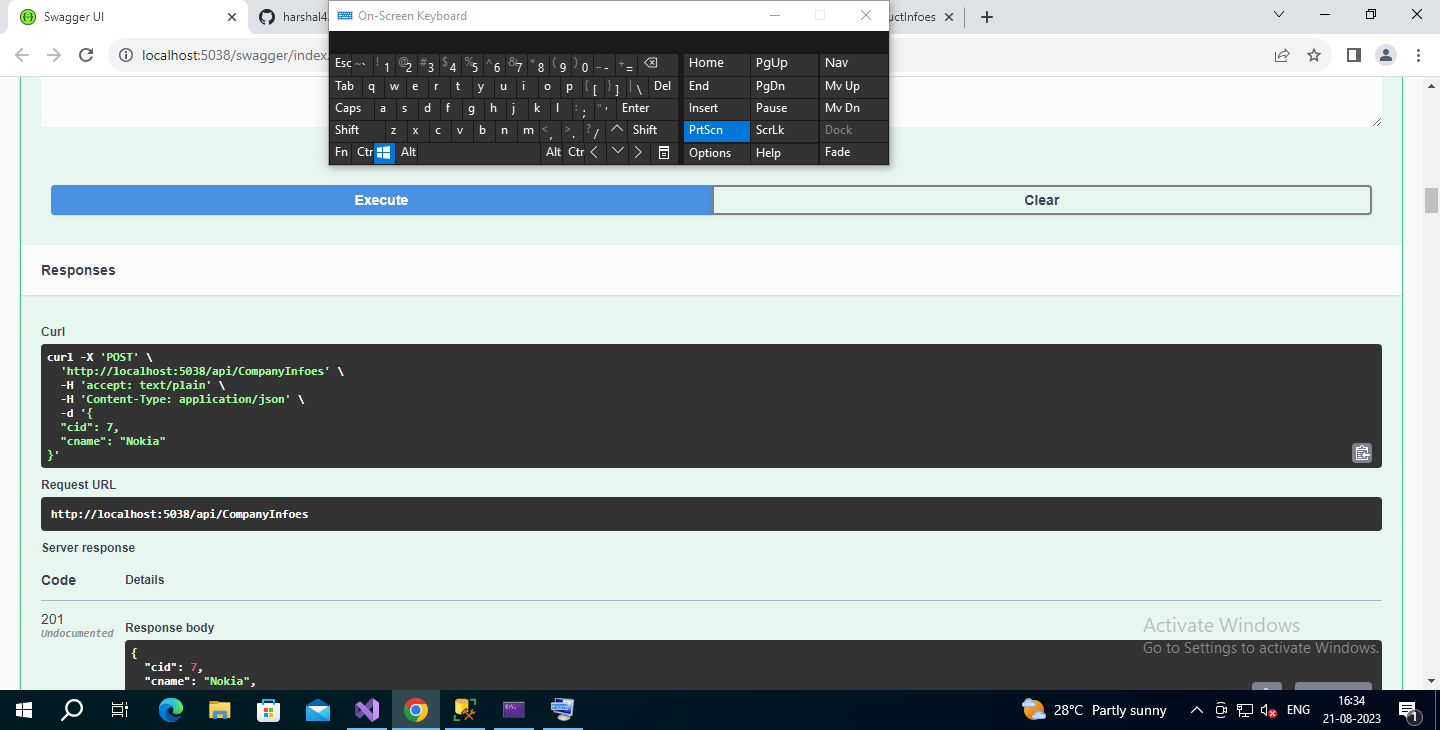 Swagger UI
harshal4
On-Screen Keyboard
uctInfoes
localhost:5038/swagger/index.
Esc ~ ` ! 1 @ 2 # 3 $ 4 % 5 ^ 6 & 7 * 8 ( 9 ) 0 _ - + = Home PgUp Nav
Tab q w e r t y u i o p { [ } ] | \ Del End PgDn Mv Up
Caps a s d f g h j k l : ; " ' Enter Insert Pause Mv Dn
Shift z x c v b n m < , > . ? / Shift PrtScn ScrLk Dock
Fn Ctr Alt Alt Ctr Options Help Fade
Execute Clear
Responses
Curl
curl -X 'POST' \
'http://localhost:5038/api/CompanyInfoes' \
-H 'accept: text/plain' \
-H 'Content-Type: application/json' \
-d '{
"cid": 7,
"cname": "Nokia"
}'
Request URL
http://localhost:5038/api/CompanyInfoes
Server response
Code Details
201
Undocumented
Response body
{
"cid": 7,
"cname": "Nokia",
Activate Windows
Go to Settings to activate Windows.
28°C Partly sunny
ENG
16:34
21-08-2023
1